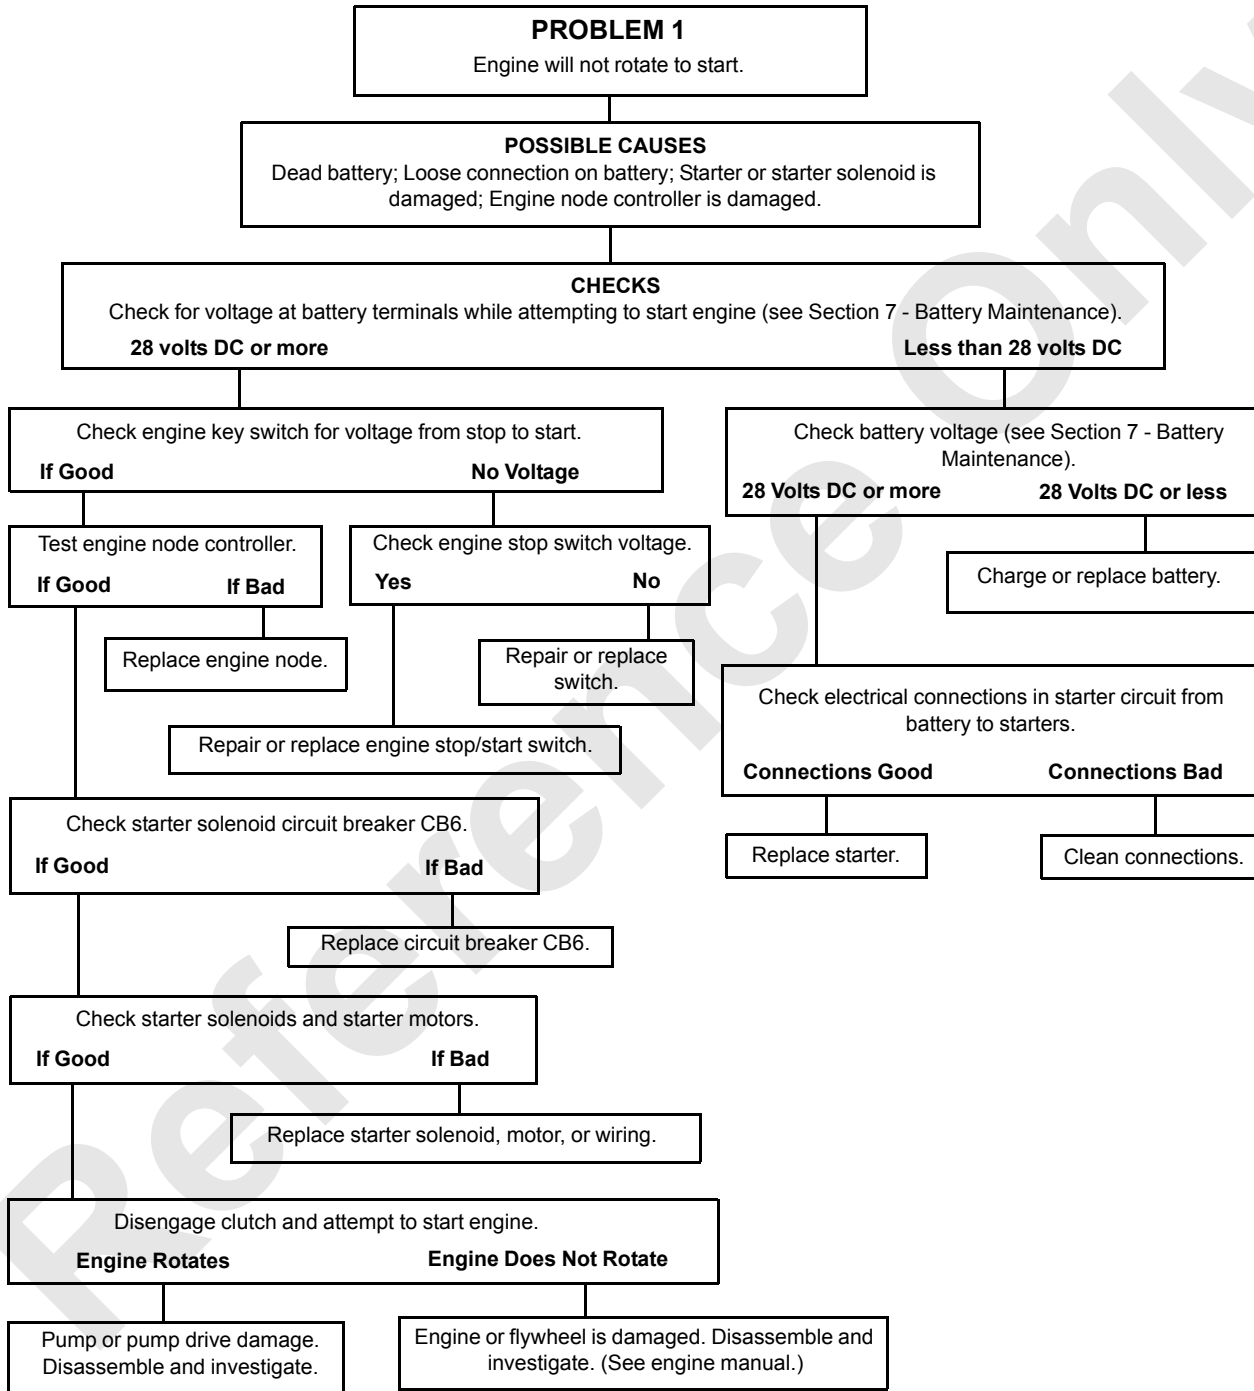 PROBLEM 1
Engine will not rotate to start.
POSSIBLE CAUSES
Dead battery; Loose connection on battery; Starter or starter solenoid is
damaged; Engine node controller is damaged.
CHECKS
Check for voltage at battery terminals while attempting to start engine (see Section 7 - Battery Maintenance).
28 volts DC or more
Less than 28 volts DC
Check engine key switch for voltage from stop to start.
If Good
No Voltage
Check battery voltage (see Section 7 - Battery
Maintenance).
28 Volts DC or more
28 Volts DC or less
Test engine node controller.
If Good
If Bad
Check engine stop switch voltage.
Yes
No
Charge or replace battery.
Replace engine node.
Repair or replace
switch.
Repair or replace engine stop/start switch.
Check electrical connections in starter circuit from
battery to starters.
Connections Good
Connections Bad
Check starter solenoid circuit breaker CB6.
If Good
If Bad
Replace starter.
Clean connections.
Replace circuit breaker CB6.
Check starter solenoids and starter motors.
If Good
If Bad
Replace starter solenoid, motor, or wiring.
Disengage clutch and attempt to start engine.
Engine Rotates
Engine Does Not Rotate
Pump or pump drive damage.
Disassemble and investigate.
Engine or flywheel is damaged. Disassemble and
investigate. (See engine manual.)
Reference Only